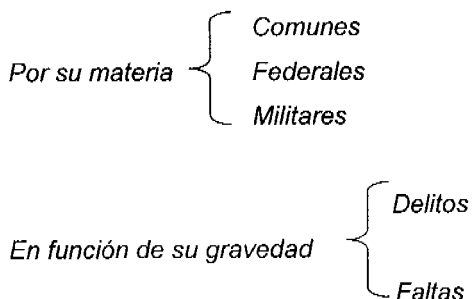 Comunes
Por su materia
Federales
Militares
Delitos
En función de su gravedad
Faltas